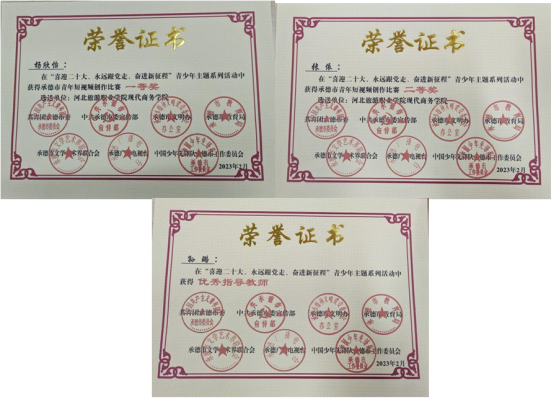 荣誉证书
杨欣怡：
在“喜迎二十大、永远跟党走、奋进新征程”青少年主题系列活动中
获得承德市青年短视频创作比赛 一等奖
选送单位：河北旅游职业学院现代商务学院
共青团承德市委 中共承德市委宣传部 承德市文明办 承德市教育局
承德市文学艺术界联合会 承德广播电视台 中国少年先锋队承德市工作委员会
2023年2月
荣誉证书
张依：
在“喜迎二十大、永远跟党走、奋进新征程”青少年主题系列活动中
获得承德市青年短视频创作比赛 二等奖
选送单位：河北旅游职业学院现代商务学院
共青团承德市委 中共承德市委宣传部 承德市文明办 承德市教育局
承德市文学艺术界联合会 承德广播电视台 中国少年先锋队承德市工作委员会
2023年2月
荣誉证书
孙：
在“喜迎二十大、永远跟党走、奋进新征程”青少年主题系列活动中
获得 优秀指导教师
共青团承德市委 中共承德市委宣传部 承德市文明办 承德市教育局
承德市文学艺术界联合会 承德广播电视台 中国少年先锋队承德市工作委员会
2023年2月